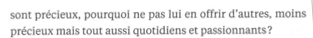 sont précieux, pourquoi ne pas lui en offrir d’autres, moins
précieux mais tout aussi quotidiens et passionnants?